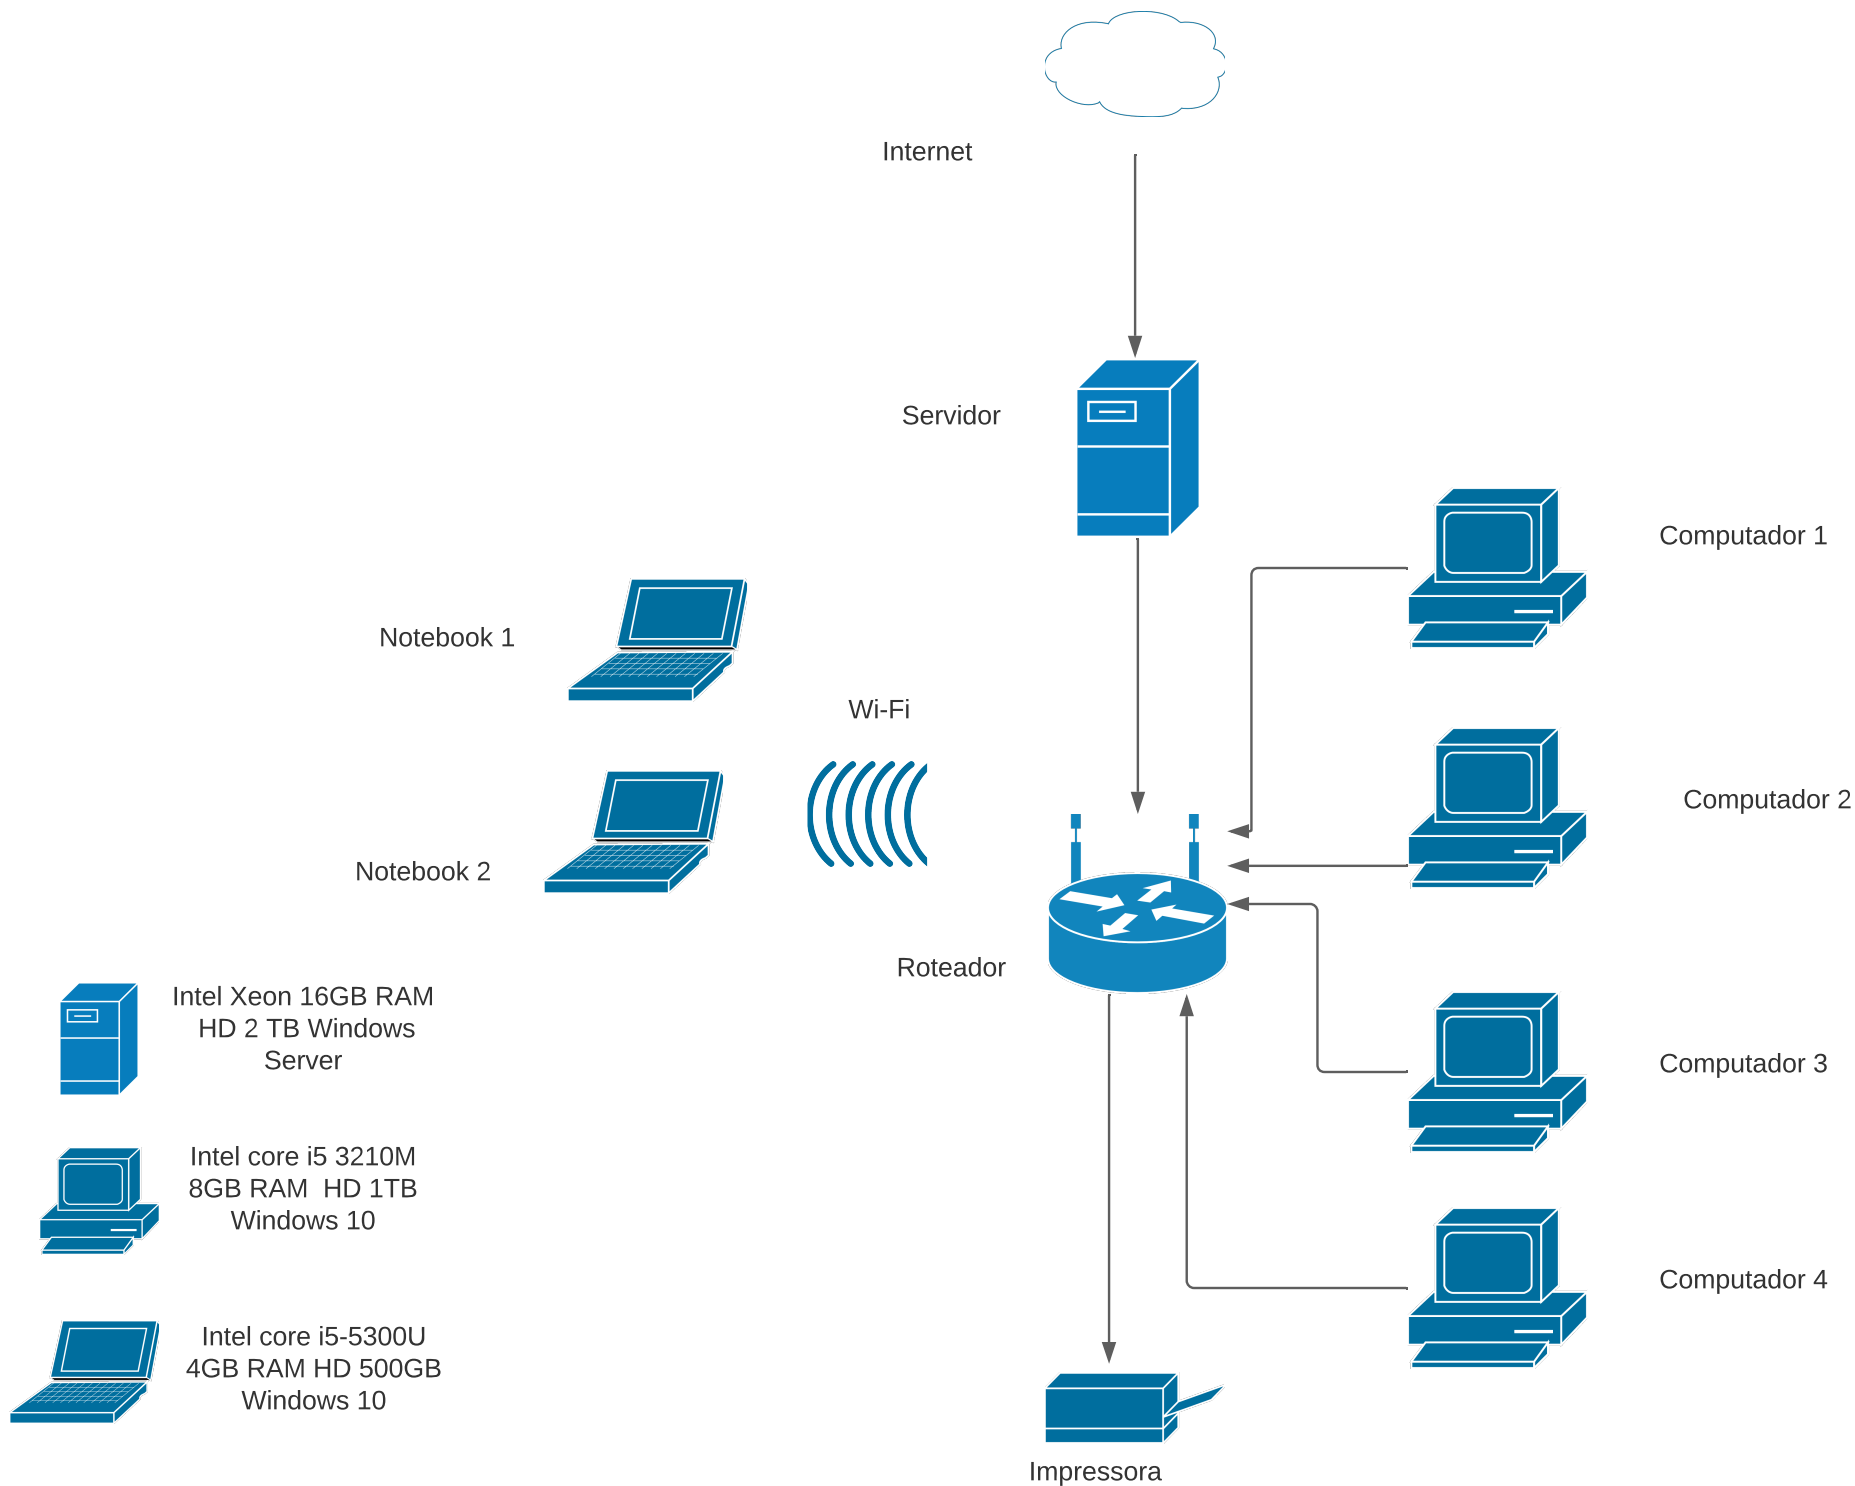 Internet
Servidor
Computador 1
Notebook 1
Wi-Fi
Computador 2
Notebook 2
Roteador
Intel Xeon 16GB RAM
HD 2 TB Windows
Server
Computador 3
Intel core i5 3210M
8GB RAM  HD 1TB
Windows 10
Computador 4
Intel core i5-5300U
4GB RAM HD 500GB
Windows 10
Impressora